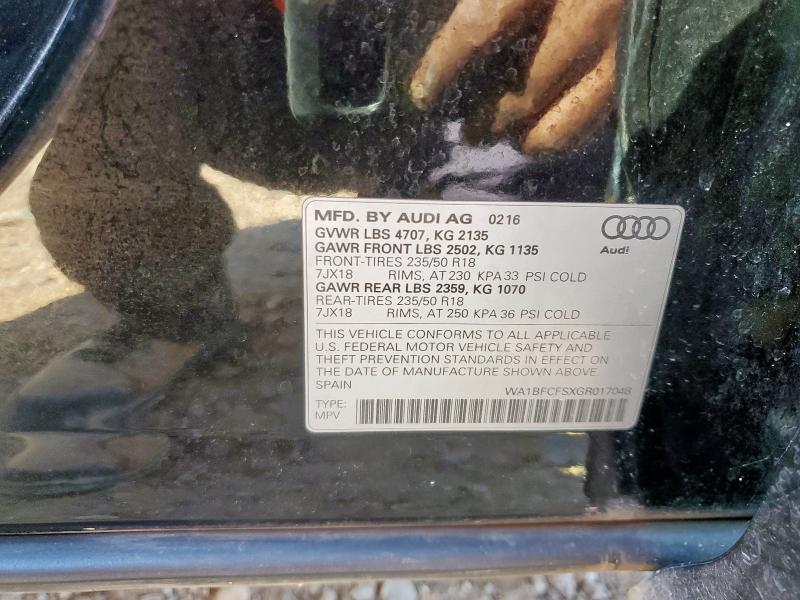 MFD. BY AUDI AG 0216
GVWR LBS 4707, KG 2135
GAWR FRONT LBS 2502, KG 1135
FRONT-TIRES 235/50 R18
7JX18 RIMS, AT 230 KPA 33 PSI COLD
GAWR REAR LBS 2359, KG 1070
REAR-TIRES 235/50 R18
7JX18 RIMS, AT 250 KPA 36 PSI COLD
Audi
THIS VEHICLE CONFORMS TO ALL APPLICABLE
U.S. FEDERAL MOTOR VEHICLE SAFETY AND
THEFT PREVENTION STANDARDS IN EFFECT ON
THE DATE OF MANUFACTURE SHOWN ABOVE.
SPAIN
WA1BFCFSXGR017048
TYPE:
MPV